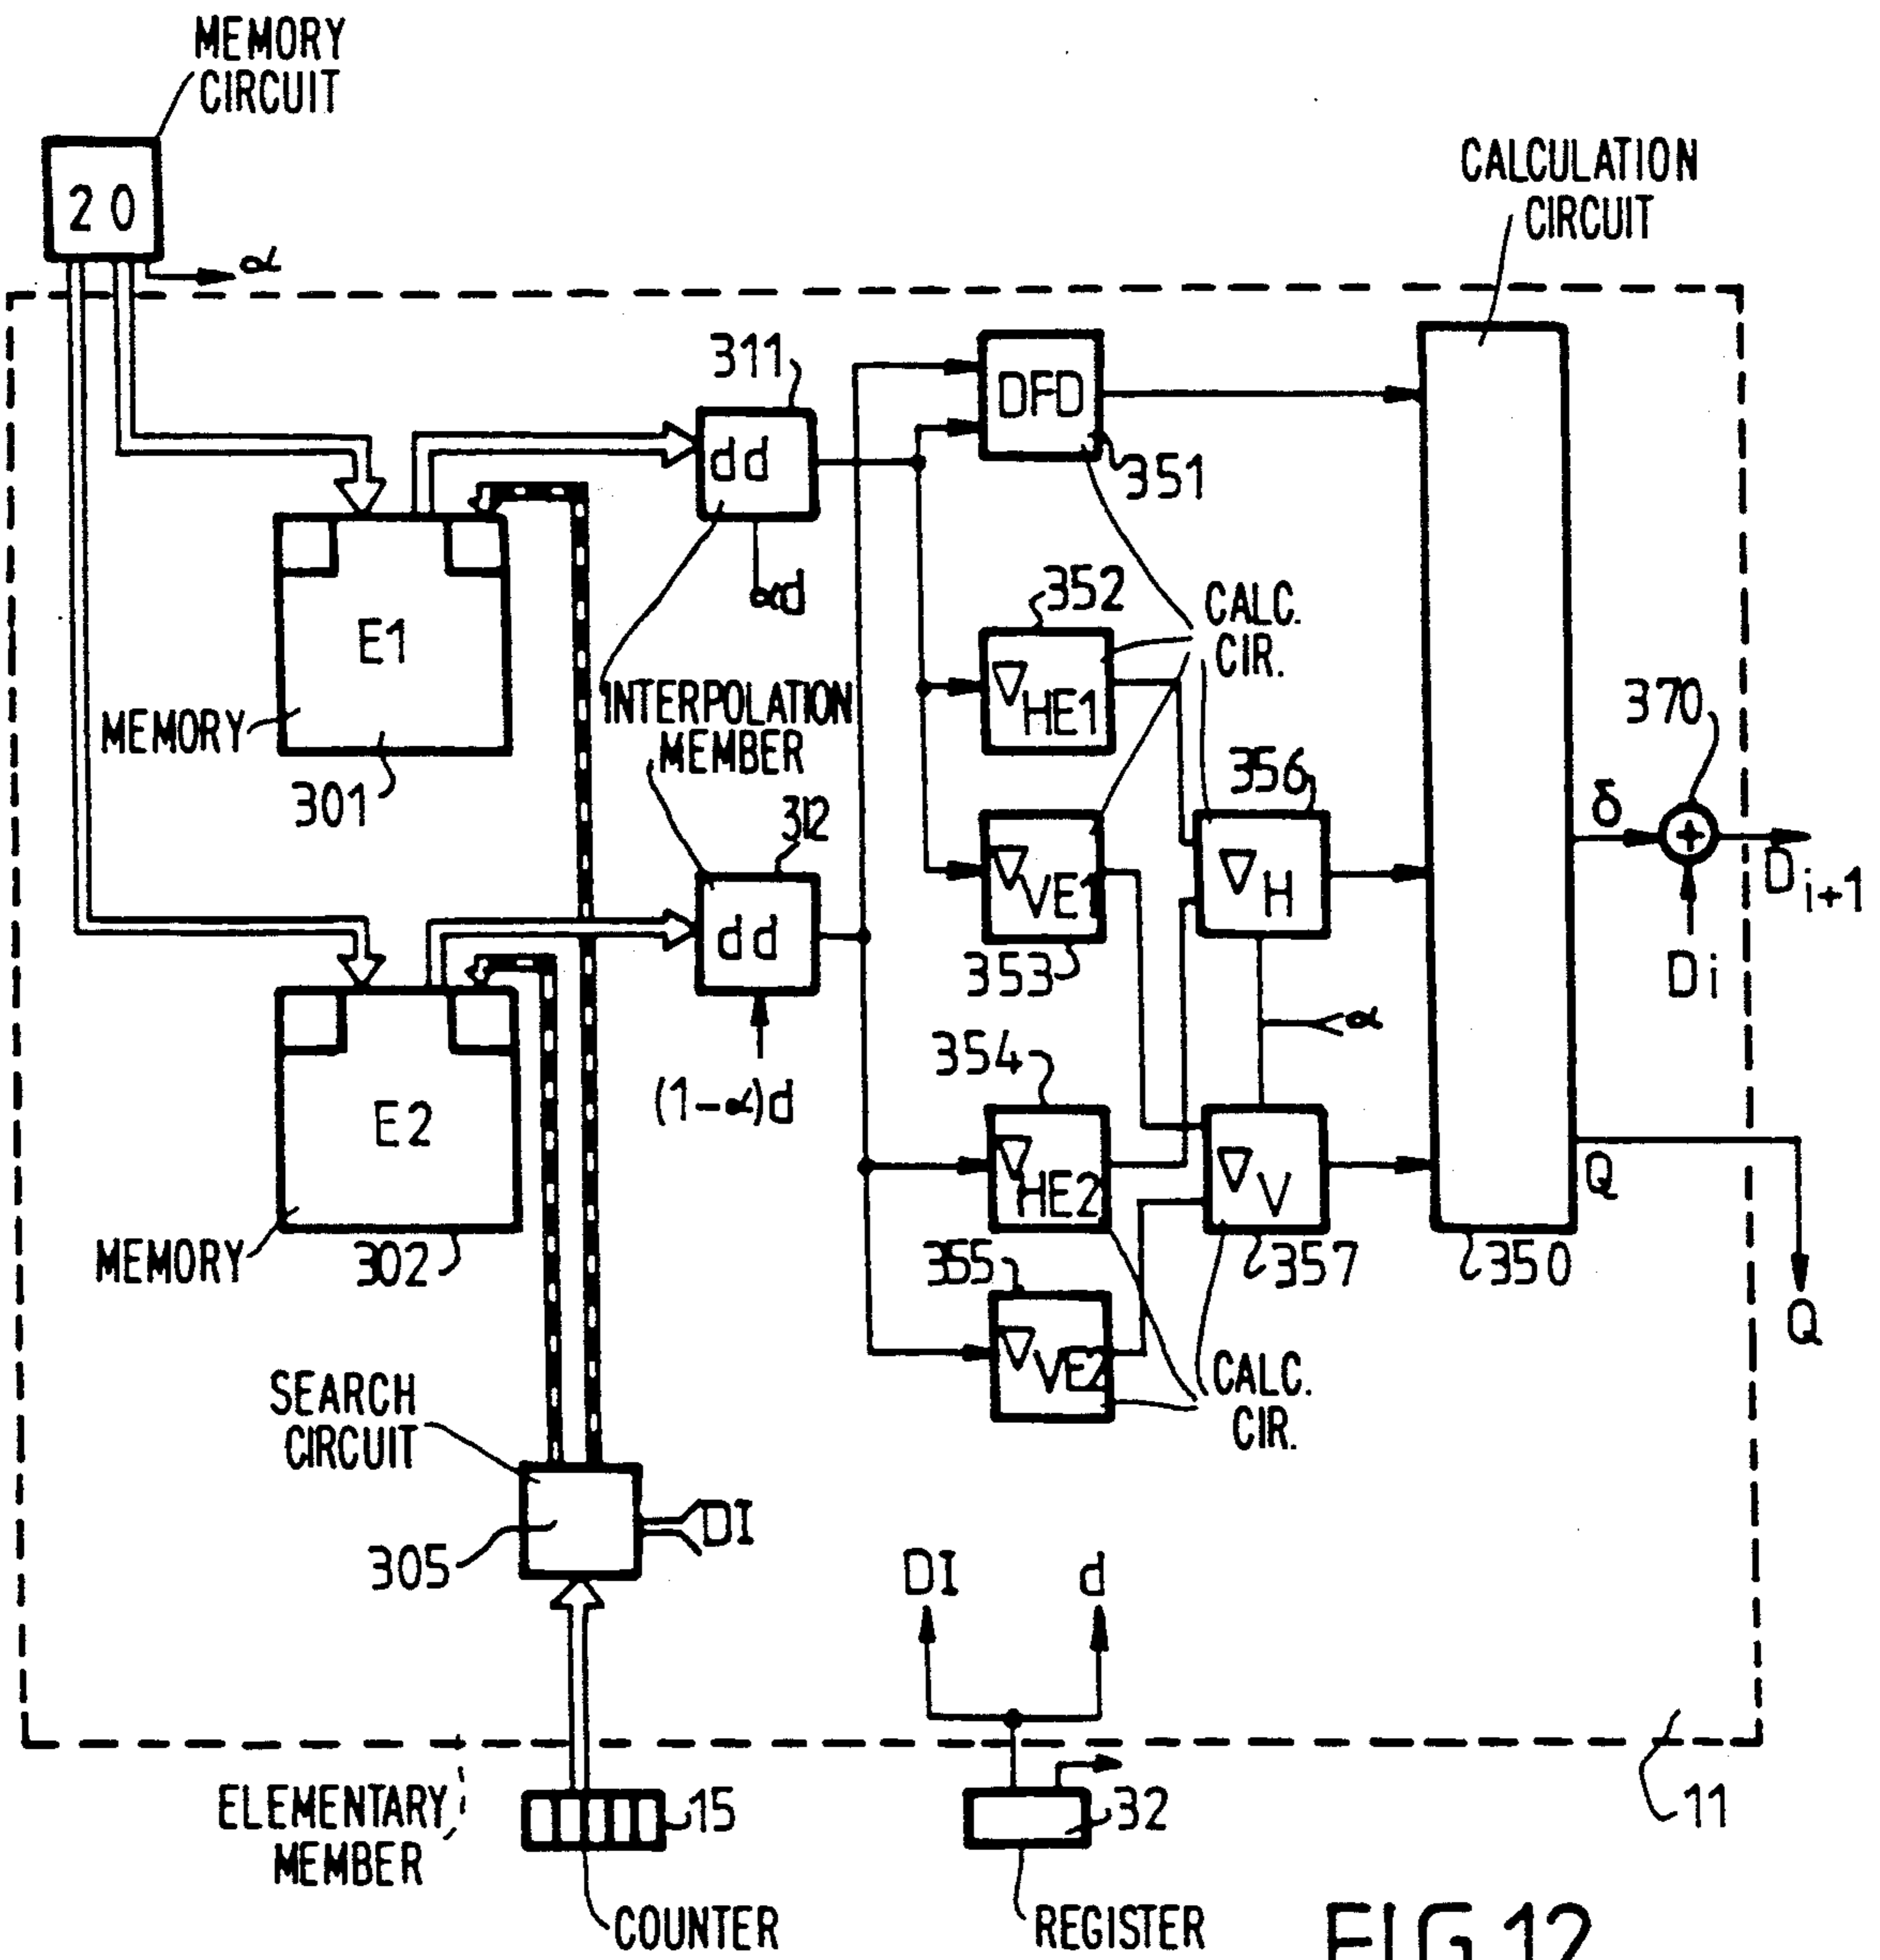 MEMORY
CIRCUIT
20
α
CALCULATION
CIRCUIT
311
dd
DFD
351
αd
352
CALC.
CIR.
E1
∇HE1
INTERPOLATION
MEMBER
MEMORY
301
370
356
312
δ
+
∇VE1
∇H
Di+1
353
dd
Di
α
354
E2
(1-α)d
∇HE2
∇V
Q
MEMORY
302
355
357
350
Q
∇VE2
CALC.
CIR.
SEARCH
CIRCUIT
DI
305
DI
d
ELEMENTARY
MEMBER
15
32
11
COUNTER
REGISTER
FIG.12